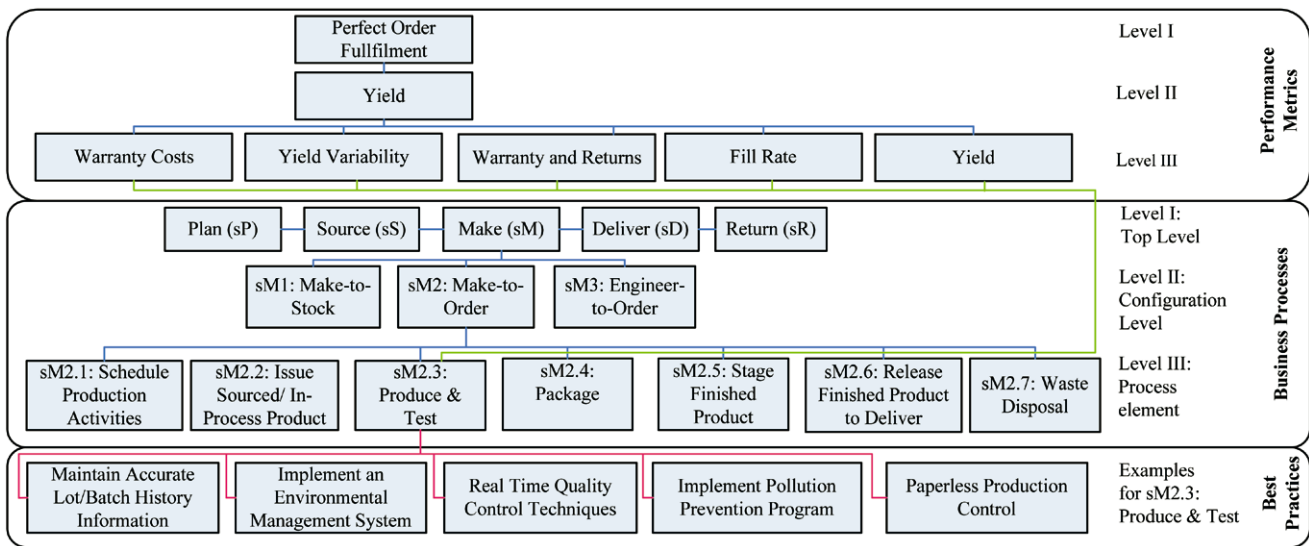 Perfect Order
Fullfilment
Level I
Yield
Level II
Warranty Costs
Yield Variability
Warranty and Returns
Fill Rate
Yield
Level III
Performance
Metrics
Plan (sP)
Source (sS)
Make (sM)
Deliver (sD)
Return (sR)
Level I:
Top Level
sM1: Make-to-
Stock
sM2: Make-to-
Order
sM3: Engineer-
to-Order
Level II:
Configuration
Level
sM2.1: Schedule
Production
Activities
sM2.2: Issue
Sourced/ In-
Process Product
sM2.3:
Produce &
Test
sM2.4:
Package
sM2.5: Stage
Finished
Product
sM2.6: Release
Finished Product
to Deliver
sM2.7: Waste
Disposal
Level III:
Process
element
Business Processes
Maintain Accurate
Lot/Batch History
Information
Implement an
Environmental
Management System
Real Time Quality
Control Techniques
Implement Pollution
Prevention Program
Paperless Production
Control
Examples
for sM2.3:
Produce & Test
Best
Practices